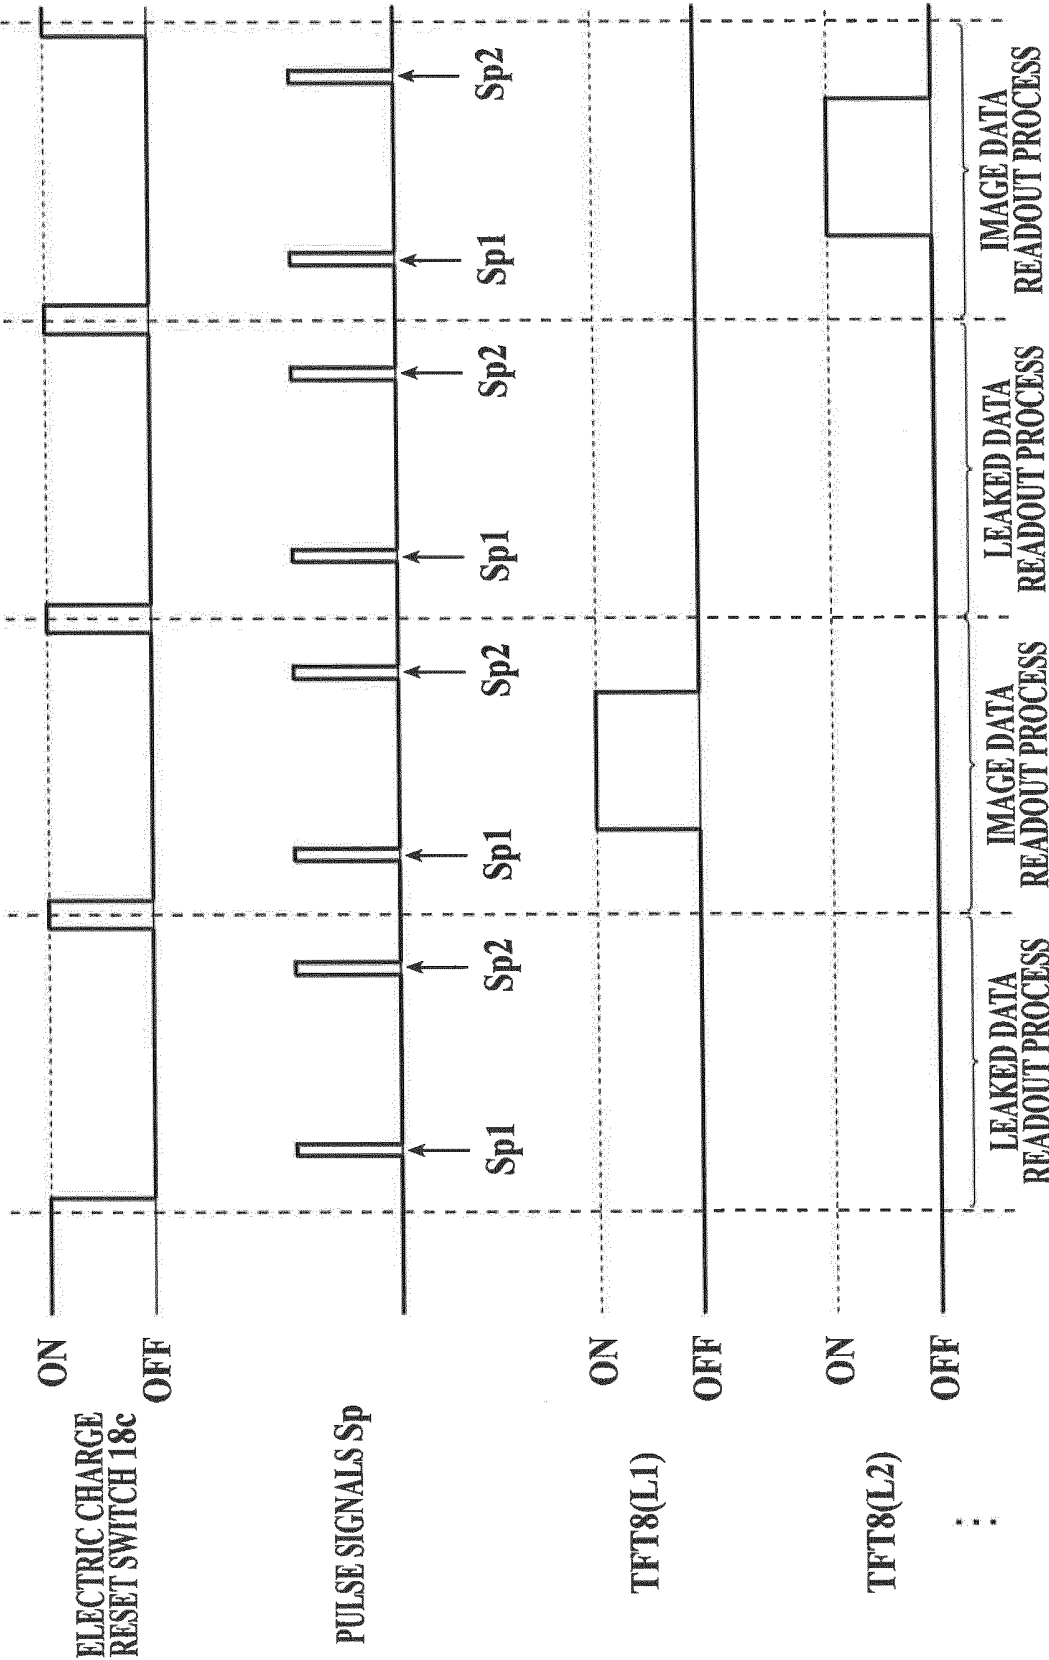 ELECTRIC CHARGE
RESET SWITCH 18c
ON
OFF
PULSE SIGNALS Sp
Sp1
Sp2
Sp1
Sp2
Sp1
Sp2
Sp1
Sp2
TFT8(L1)
ON
OFF
TFT8(L2)
ON
OFF
...
LEAKED DATA
READOUT PROCESS
IMAGE DATA
READOUT PROCESS
LEAKED DATA
READOUT PROCESS
IMAGE DATA
READOUT PROCESS